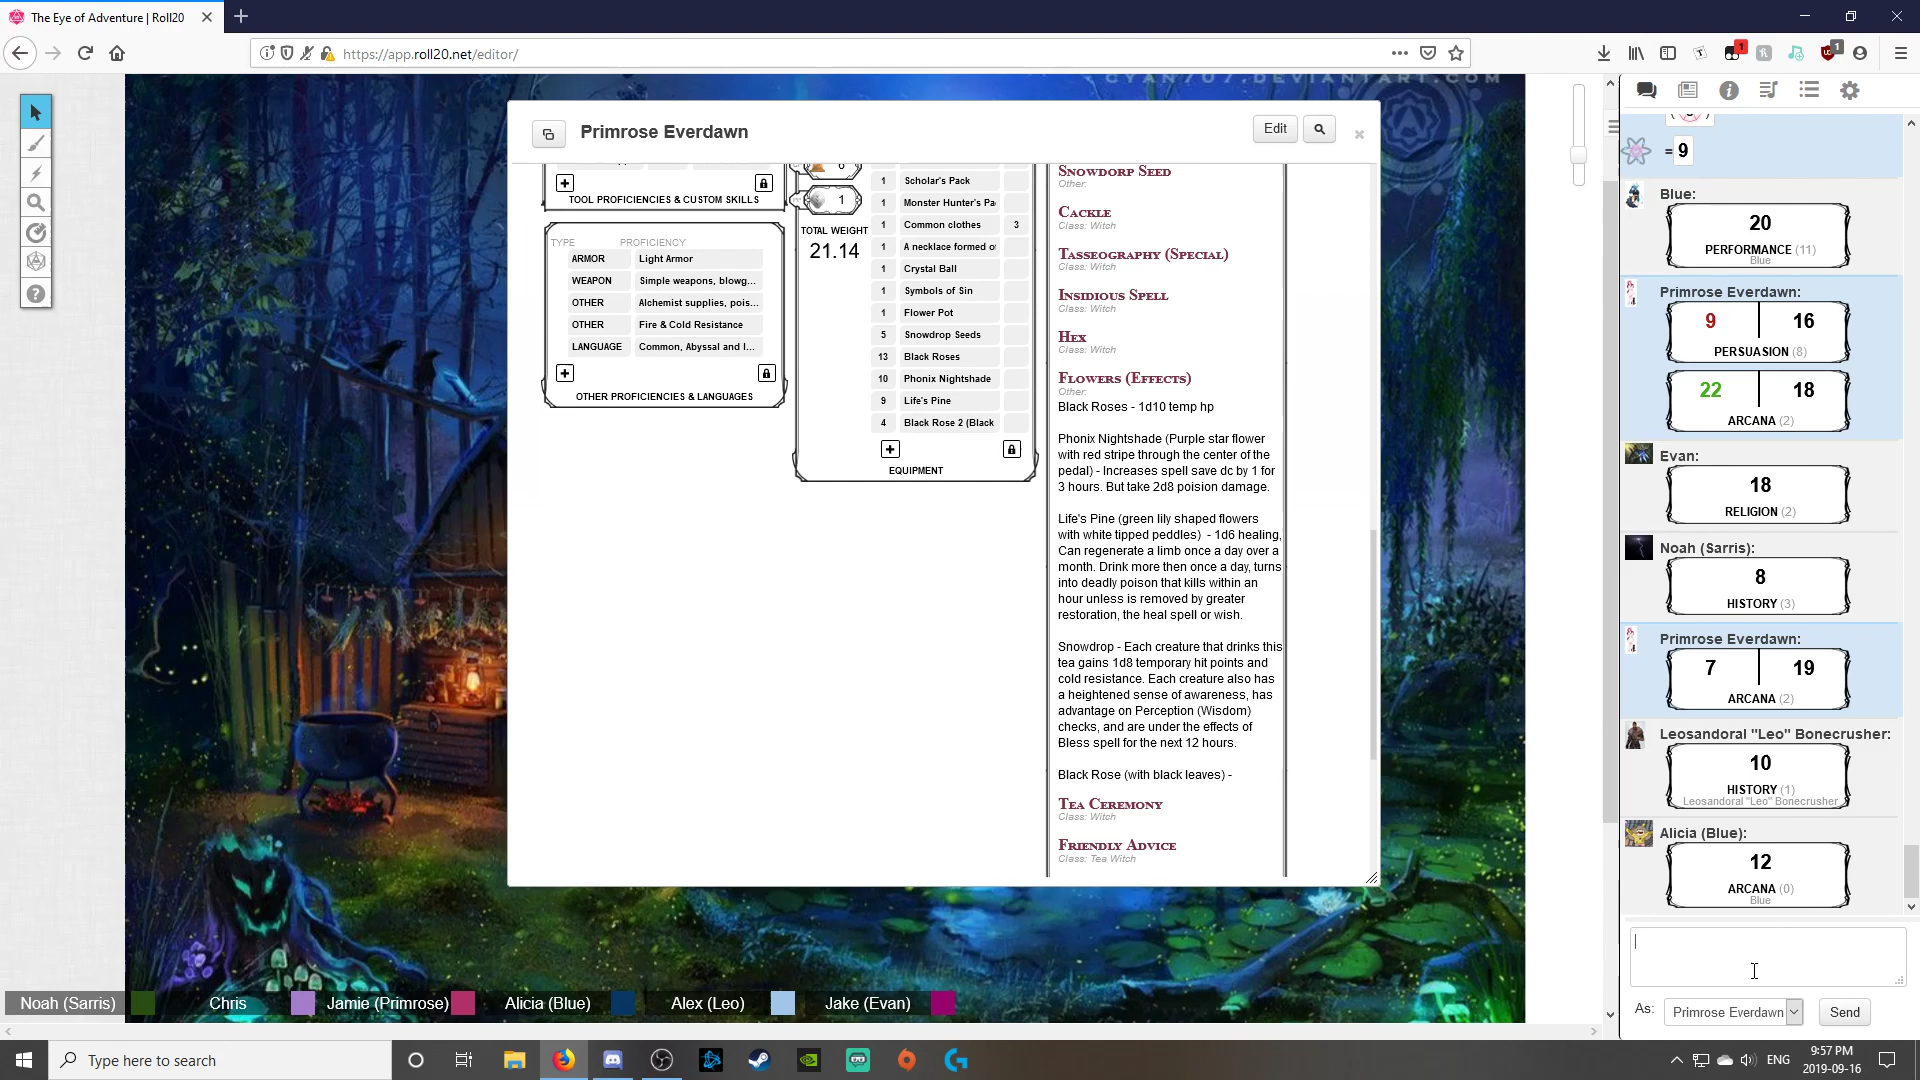 The Eye of Adventure | Roll20
https://app.roll20.net/editor/
CYAN707.DEVIANTART.COM
Primrose Everdawn
Edit
TOOL PROFICIENCIES & CUSTOM SKILLS
TYPE PROFICIENCY
ARMOR Light Armor
WEAPON Simple weapons, blowg...
OTHER Alchemist supplies, pois...
OTHER Fire & Cold Resistance
LANGUAGE Common, Abyssal and I...
OTHER PROFICIENCIES & LANGUAGES
1
TOTAL WEIGHT
21.14
1 Scholar's Pack
1 Monster Hunter's Pa
1 Common clothes 3
1 A necklace formed o
1 Crystal Ball
1 Symbols of Sin
1 Flower Pot
5 Snowdrop Seeds
13 Black Roses
10 Phonix Nightshade
9 Life's Pine
4 Black Rose 2 (Black
EQUIPMENT
Snowdorp Seed
Other:
Cackle
Class: Witch
Tasseography (Special)
Class: Witch
Insidious Spell
Class: Witch
Hex
Class: Witch
Flowers (Effects)
Other:
Black Roses - 1d10 temp hp
Phonix Nightshade (Purple star flower
with red stripe through the center of the
pedal) - Increases spell save dc by 1 for
3 hours. But take 2d8 poision damage.
Life's Pine (green lily shaped flowers
with white tipped peddles) - 1d6 healing,
Can regenerate a limb once a day over a
month. Drink more then once a day, turns
into deadly poison that kills within an
hour unless is removed by greater
restoration, the heal spell or wish.
Snowdrop - Each creature that drinks this
tea gains 1d8 temporary hit points and
cold resistance. Each creature also has
a heightened sense of awareness, has
advantage on Perception (Wisdom)
checks, and are under the effects of
Bless spell for the next 12 hours.
Black Rose (with black leaves) -
Tea Ceremony
Class: Witch
Friendly Advice
Class: Tea Witch
=9
Blue:
20
PERFORMANCE (11)
Blue
Primrose Everdawn:
9 16
PERSUASION (8)
22 18
ARCANA (2)
Evan:
18
RELIGION (2)
Noah (Sarris):
8
HISTORY (3)
Primrose Everdawn:
7 19
ARCANA (2)
Leosandoral "Leo" Bonecrusher:
10
HISTORY (1)
Leosandoral "Leo" Bonecrusher
Alicia (Blue):
12
ARCANA (0)
Blue
As: Primrose Everdawn Send
Noah (Sarris) Chris Jamie (Primrose) Alicia (Blue) Alex (Leo) Jake (Evan)
Type here to search
ENG
9:57 PM
2019-09-16